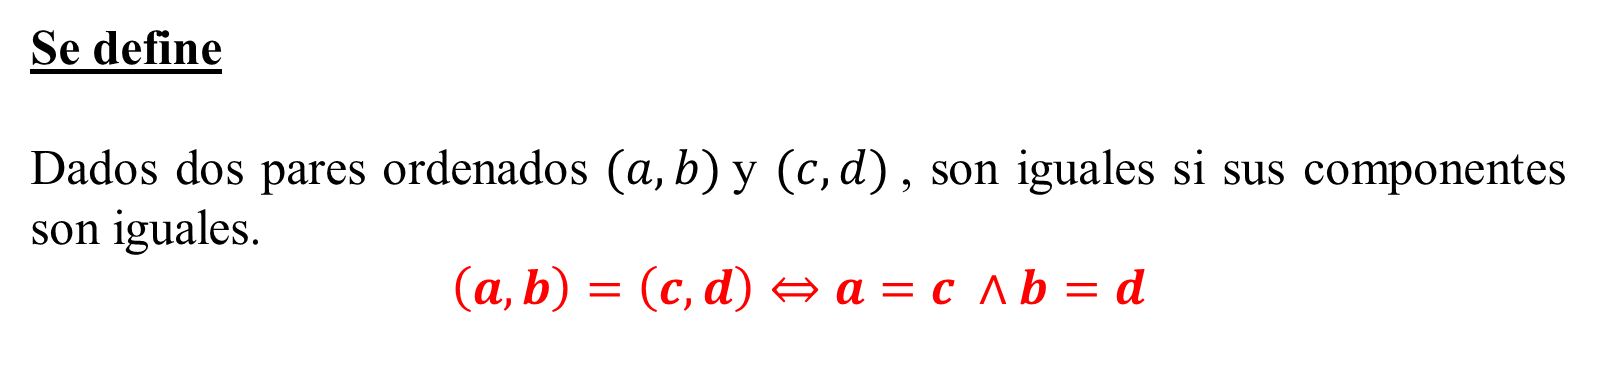 Se define
Dados dos pares ordenados (a, b) y (c, d) , son iguales si sus componentes
son iguales.
(a, b) = (c, d) ⟺ a = c ∧ b = d